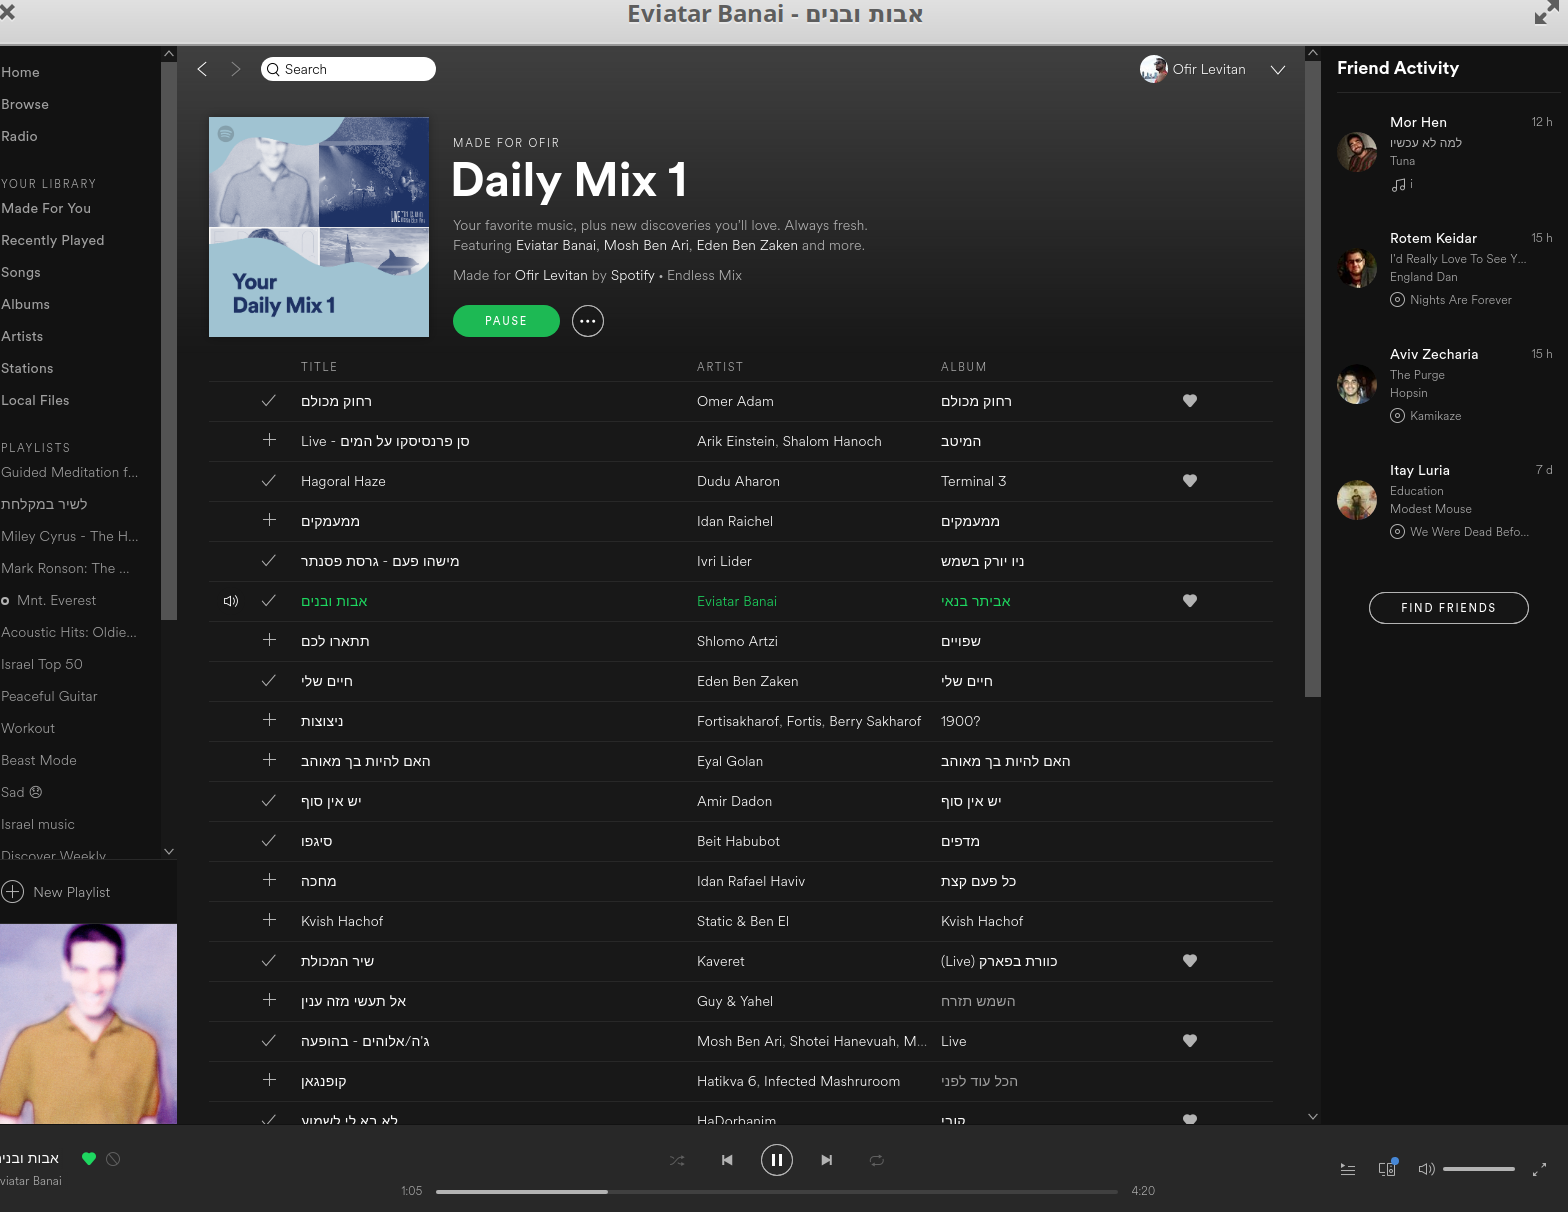 Eviatar Banai - אבות ובנים
Home
Browse
Radio
YOUR LIBRARY
Made For You
Recently Played
Songs
Albums
Artists
Stations
Local Files
PLAYLISTS
Guided Meditation f...
לשיר במקלחת
Miley Cyrus - The H...
Mark Ronson: The ...
Mnt. Everest
Acoustic Hits: Oldie...
Israel Top 50
Peaceful Guitar
Workout
Beast Mode
Sad ☹
Israel music
Discover Weekly
New Playlist
Search
Ofir Levitan
MADE FOR OFIR
Daily Mix 1
Your favorite music, plus new discoveries you'll love. Always fresh.
Featuring Eviatar Banai, Mosh Ben Ari, Eden Ben Zaken and more.
Made for Ofir Levitan by Spotify • Endless Mix
PAUSE
Your
Daily Mix 1
TITLE ARTIST ALBUM
רחוק מכולם Omer Adam רחוק מכולם
סן פרנסיסקו על המים - Live Arik Einstein, Shalom Hanoch המיטב
Hagoral Haze Dudu Aharon Terminal 3
ממעמקים Idan Raichel ממעמקים
מישהו פעם - גרסת פסנתר Ivri Lider ניו יורק בשמש
אבות ובנים Eviatar Banai אביתר בנאי
תתארו לכם Shlomo Artzi שפויים
חיים שלי Eden Ben Zaken חיים שלי
ניצוצות Fortisakharof, Fortis, Berry Sakharof 1900?
האם להיות בך מאוהב Eyal Golan האם להיות בך מאוהב
יש אין סוף Amir Dadon יש אין סוף
סיגפו Beit Habubot מדפים
מחכה Idan Rafael Haviv כל פעם קצת
Kvish Hachof Static & Ben El Kvish Hachof
שיר המכולת Kaveret כוורת בפארק (Live)
אל תעשי מזה ענין Guy & Yahel השמש תזרח
ג'ה/אלוהים - בהופעה Mosh Ben Ari, Shotei Hanevuah, M... Live
קופנגאן Hatikva 6, Infected Mashruroom הכל עוד לפני
לא בא לי לשמוע HaDorbanim קובי
Friend Activity
Mor Hen 12 h
למה לא עכשיו
Tuna
i
Rotem Keidar 15 h
I'd Really Love To See Y...
England Dan
Nights Are Forever
Aviv Zecharia 15 h
The Purge
Hopsin
Kamikaze
Itay Luria 7 d
Education
Modest Mouse
We Were Dead Befo...
FIND FRIENDS
אבות ובנים
viatar Banai
1:05
4:20